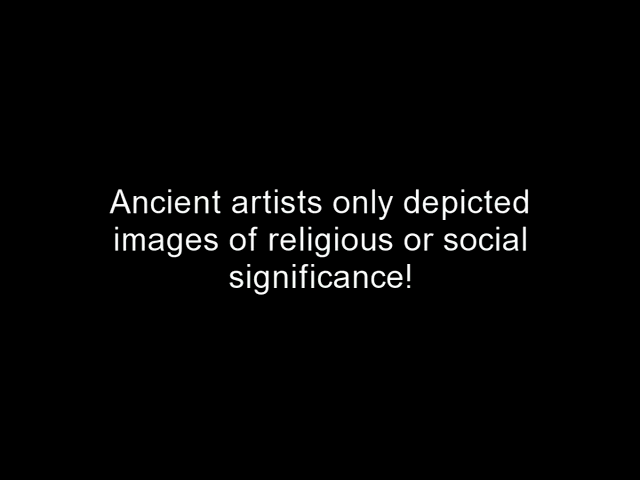 Ancient artists only depicted
images of religious or social
significance!